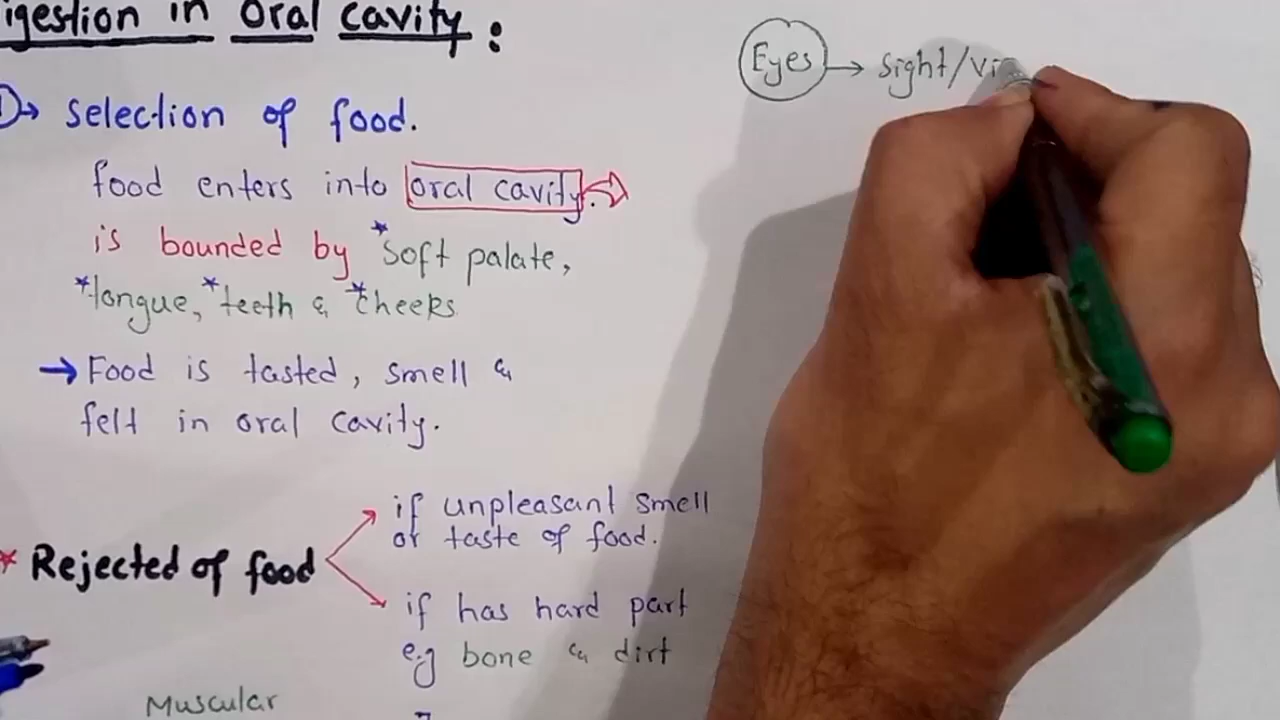 igestion in oral cavity :
1→ selection of food.
food enters into oral cavity.
is bounded by *soft palate,
*tongue, *teeth & *cheeks
→ Food is tasted, smell &
felt in oral cavity.
* Rejected of food
if unpleasant smell
or taste of food.
if has hard part
e.g bone & dirt
Muscular
Eyes → sight/vi